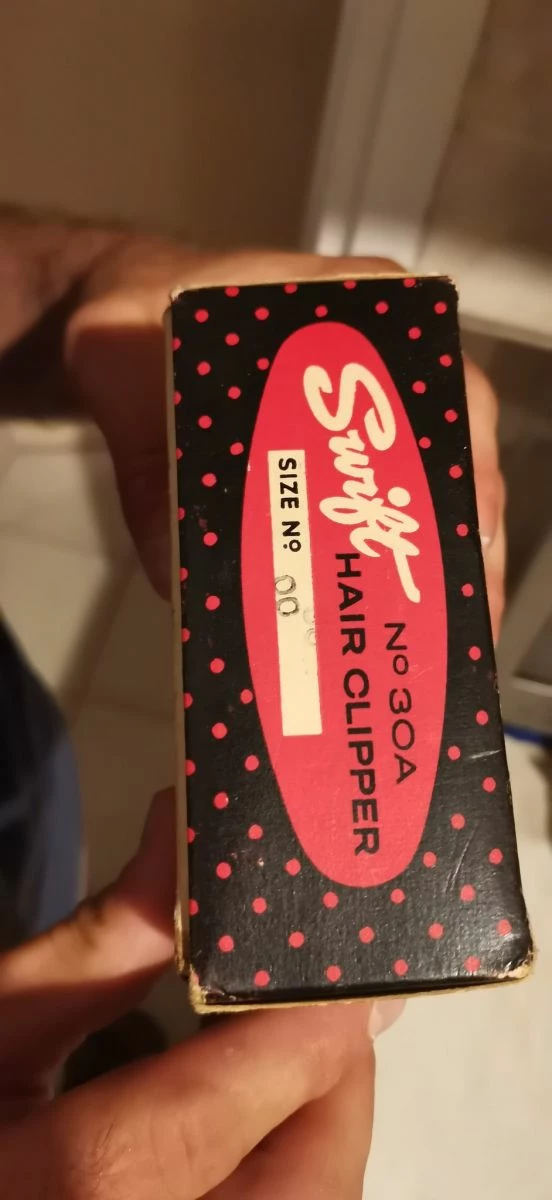 Swift Nº 30A
HAIR CLIPPER
SIZE Nº 00